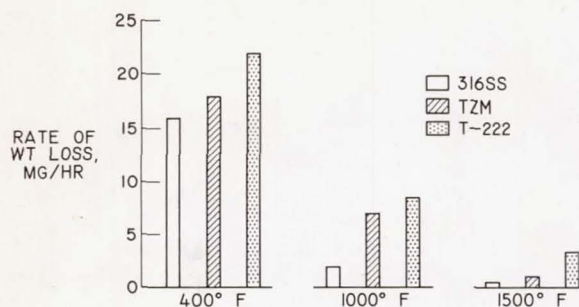 25
20
15
10
5
0
RATE OF
WT LOSS,
MG/HR
316SS
TZM
T-222
400° F
1000° F
1500° F